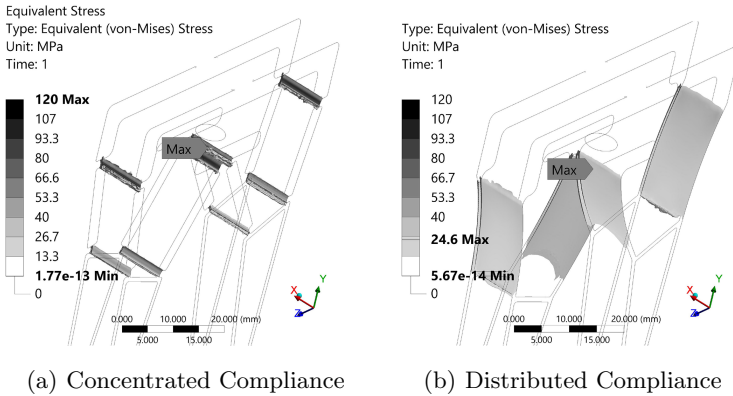 Equivalent Stress
Type: Equivalent (von-Mises) Stress
Unit: MPa
Time: 1
120 Max
107
93.3
80
66.6
53.3
40
26.7
13.3
1.77e-13 Min
0
Max
X
Y
Z
0.000 10.000 20.000 (mm)
5.000 15.000
(a) Concentrated Compliance
Type: Equivalent (von-Mises) Stress
Unit: MPa
Time: 1
120
107
93.3
80
66.6
53.3
40
24.6 Max
5.67e-14 Min
0
Max
X
Y
Z
0.000 10.000 20.000 (mm)
5.000 15.000
(b) Distributed Compliance